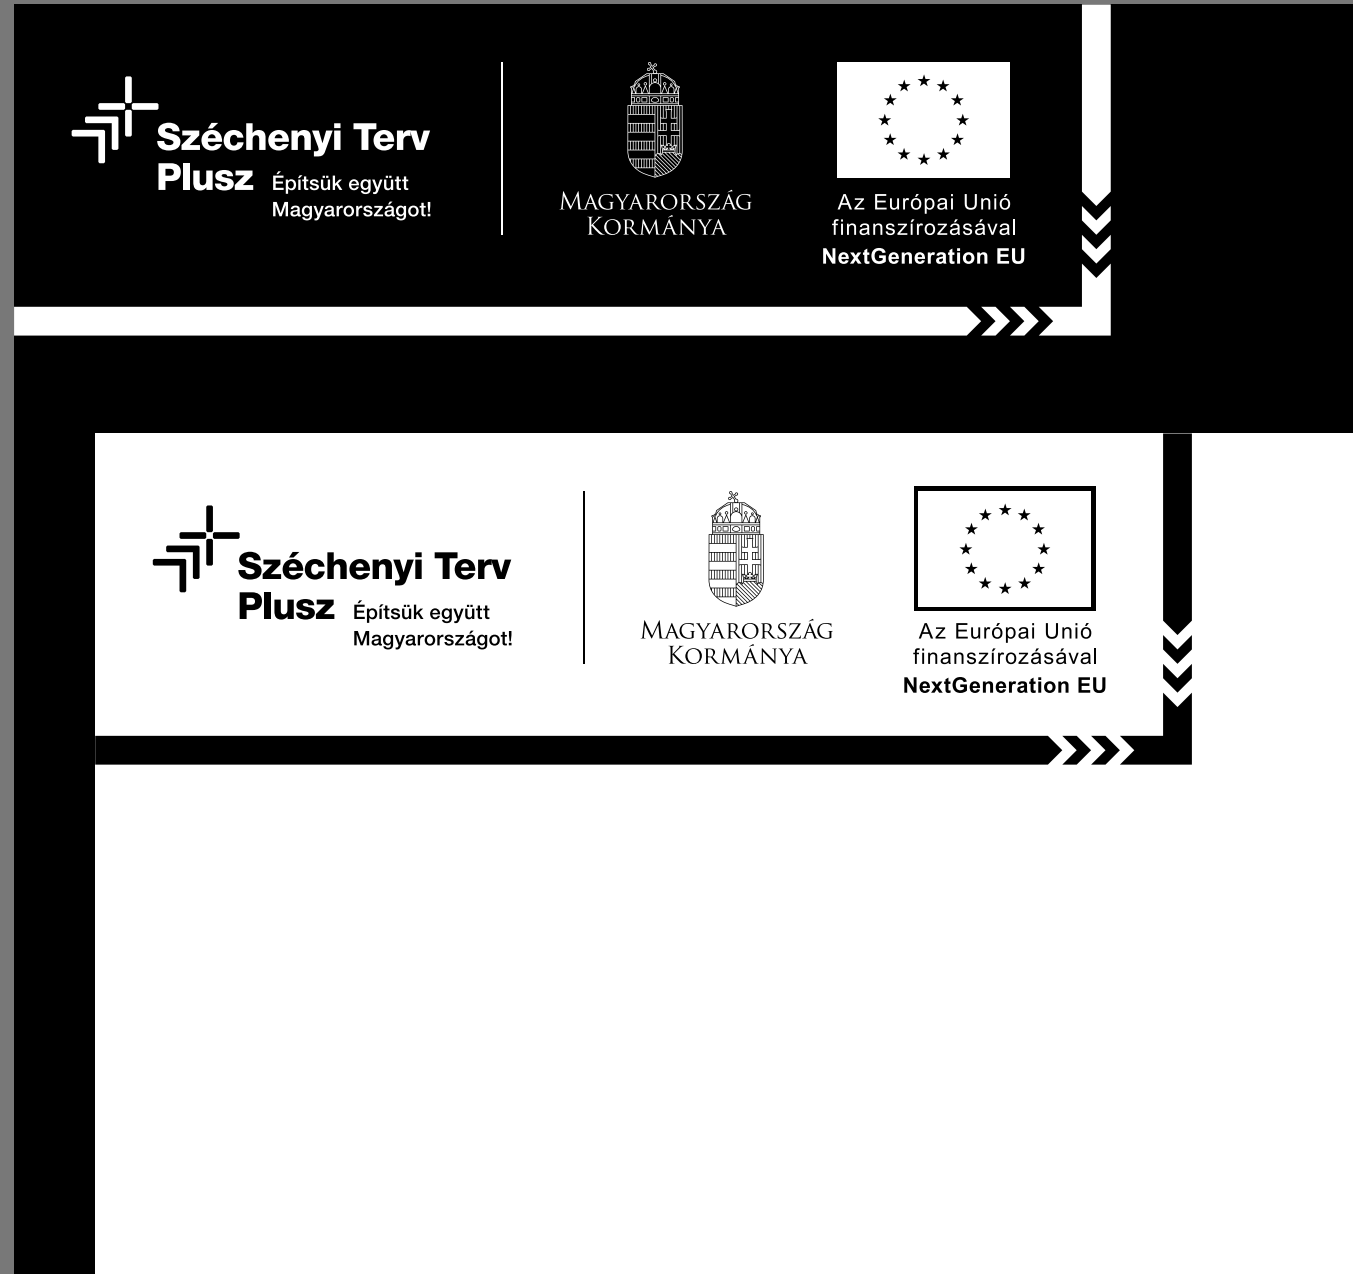 Széchenyi Terv
Plusz Építsük együtt
Magyarországot!
MAGYARORSZÁG
KORMÁNYA
Az Európai Unió
finanszírozásával
NextGeneration EU
Széchenyi Terv
Plusz Építsük együtt
Magyarországot!
MAGYARORSZÁG
KORMÁNYA
Az Európai Unió
finanszírozásával
NextGeneration EU